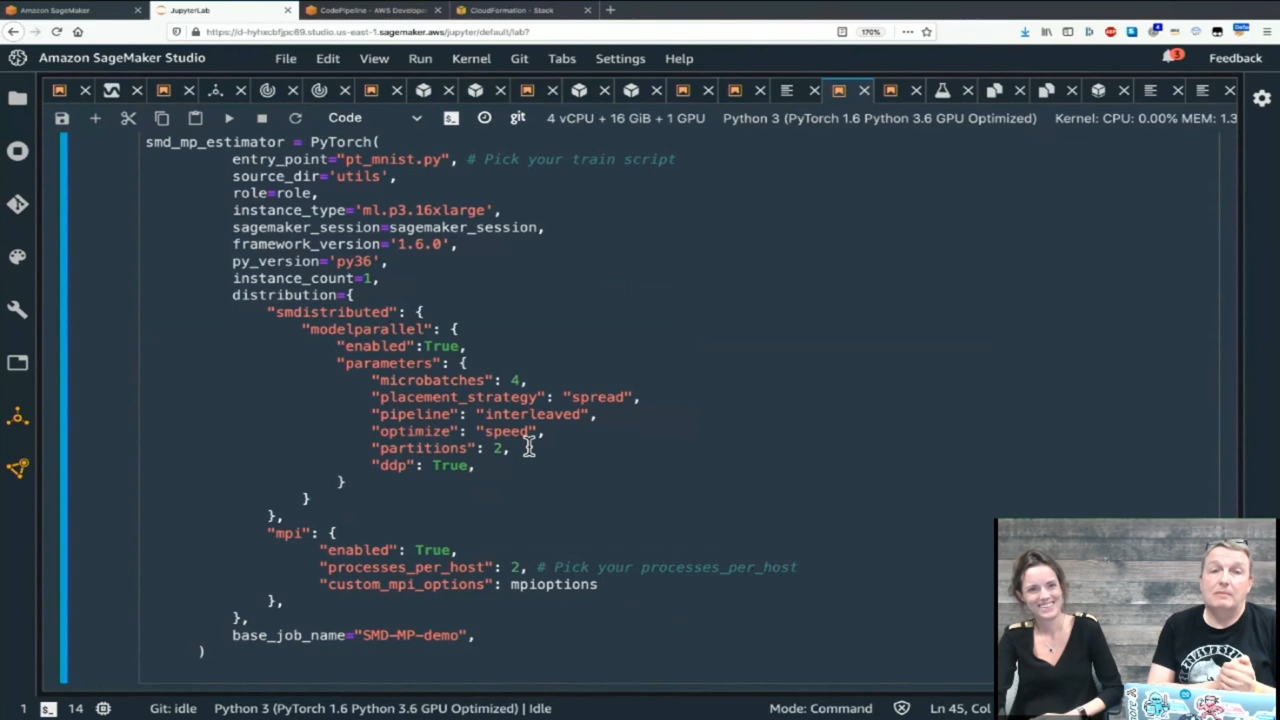 Amazon SageMaker
JupyterLab
CodePipeline - AWS Develope
CloudFormation - Stack
https://d-hyhxcbfjpc69.studio.us-east-1.sagemaker.aws/jupyter/default/lab?
170%
Amazon SageMaker Studio
File Edit View Run Kernel Git Tabs Settings Help
3
Feedback
Code
git
4 vCPU + 16 GiB + 1 GPU
Python 3 (PyTorch 1.6 Python 3.6 GPU Optimized)
Kernel: CPU: 0.00% MEM: 1.3
smd_mp_estimator = PyTorch(
entry_point="pt_mnist.py", # Pick your train script
source_dir='utils',
role=role,
instance_type='ml.p3.16xlarge',
sagemaker_session=sagemaker_session,
framework_version='1.6.0',
py_version='py36',
instance_count=1,
distribution={
"smdistributed": {
"modelparallel": {
"enabled":True,
"parameters": {
"microbatches": 4,
"placement_strategy": "spread",
"pipeline": "interleaved",
"optimize": "speed",
"partitions": 2,
"ddp": True,
}
}
},
"mpi": {
"enabled": True,
"processes_per_host": 2, # Pick your processes_per_host
"custom_mpi_options": mpioptions
},
},
base_job_name="SMD-MP-demo",
)
1
14
Git: idle
Python 3 (PyTorch 1.6 Python 3.6 GPU Optimized) | Idle
Mode: Command
Ln 45, Col